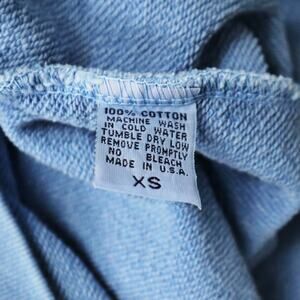 100% COTTON
MACHINE WASH
IN COLD WATER
TUMBLE DRY LOW
REMOVE PROMPTLY
NO BLEACH
MADE IN U.S.A.
XS